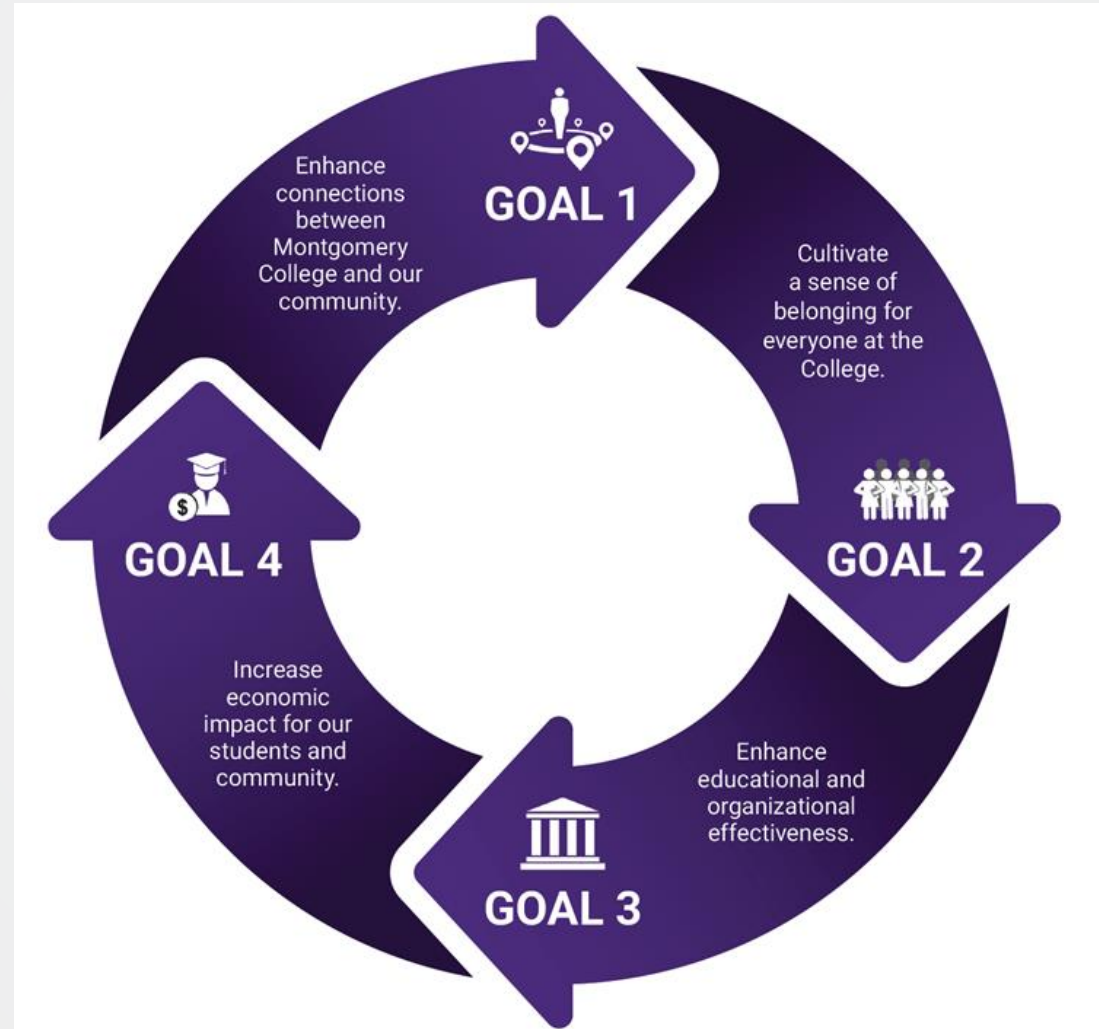 GOAL 1
Enhance
connections
between
Montgomery
College and our
community.
Cultivate
a sense of
belonging for
everyone at the
College.
GOAL 2
Enhance
educational and
organizational
effectiveness.
GOAL 3
Increase
economic
impact for our
students and
community.
GOAL 4
$